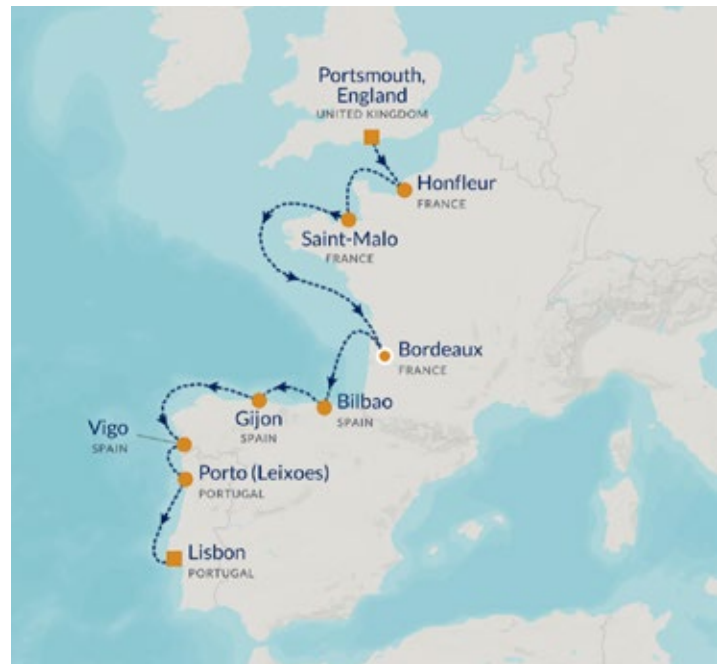 Portsmouth,
England
UNITED KINGDOM
Honfleur
FRANCE
Saint-Malo
FRANCE
Bordeaux
FRANCE
Bilbao
SPAIN
Gijon
SPAIN
Vigo
SPAIN
Porto (Leixoes)
PORTUGAL
Lisbon
PORTUGAL